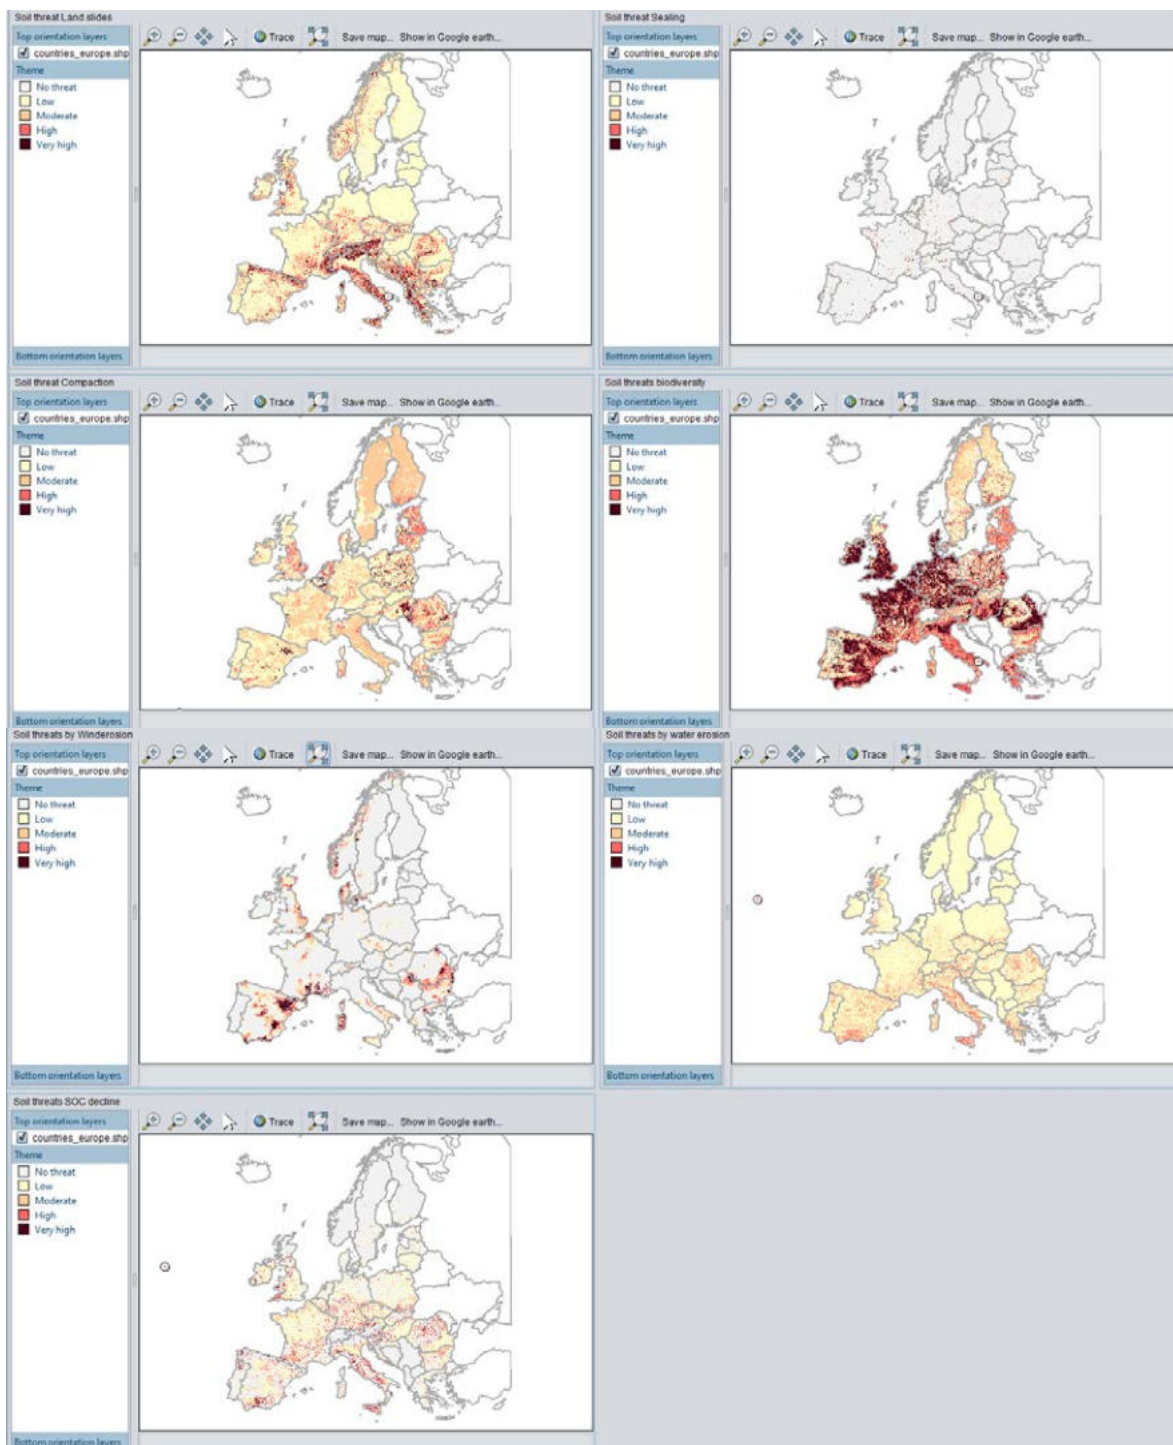 Soil threat Land slides
Top orientation layers
countries_europe.shp
Theme
No threat
Low
Moderate
High
Very high
Bottom orientation layers
Trace
Save map... Show in Google earth...
Soil threat Sealing
Top orientation layers
countries_europe.shp
Theme
No threat
Low
Moderate
High
Very high
Bottom orientation layers
Trace
Save map... Show in Google earth...
Soil threat Compaction
Top orientation layers
countries_europe.shp
Theme
No threat
Low
Moderate
High
Very high
Bottom orientation layers
Trace
Save map... Show in Google earth...
Soil threats biodiversity
Top orientation layers
countries_europe.shp
Theme
No threat
Low
Moderate
High
Very high
Bottom orientation layers
Trace
Save map... Show in Google earth...
Soil threats by Winderosion
Top orientation layers
countries_europe.shp
Theme
No threat
Low
Moderate
High
Very high
Bottom orientation layers
Trace
Save map... Show in Google earth...
Soil threats by water erosion
Top orientation layers
countries_europe.shp
Theme
No threat
Low
Moderate
High
Very high
Bottom orientation layers
Trace
Save map... Show in Google earth...
Soil threats SOC decline
Top orientation layers
countries_europe.shp
Theme
No threat
Low
Moderate
High
Very high
Bottom orientation layers
Trace
Save map... Show in Google earth...